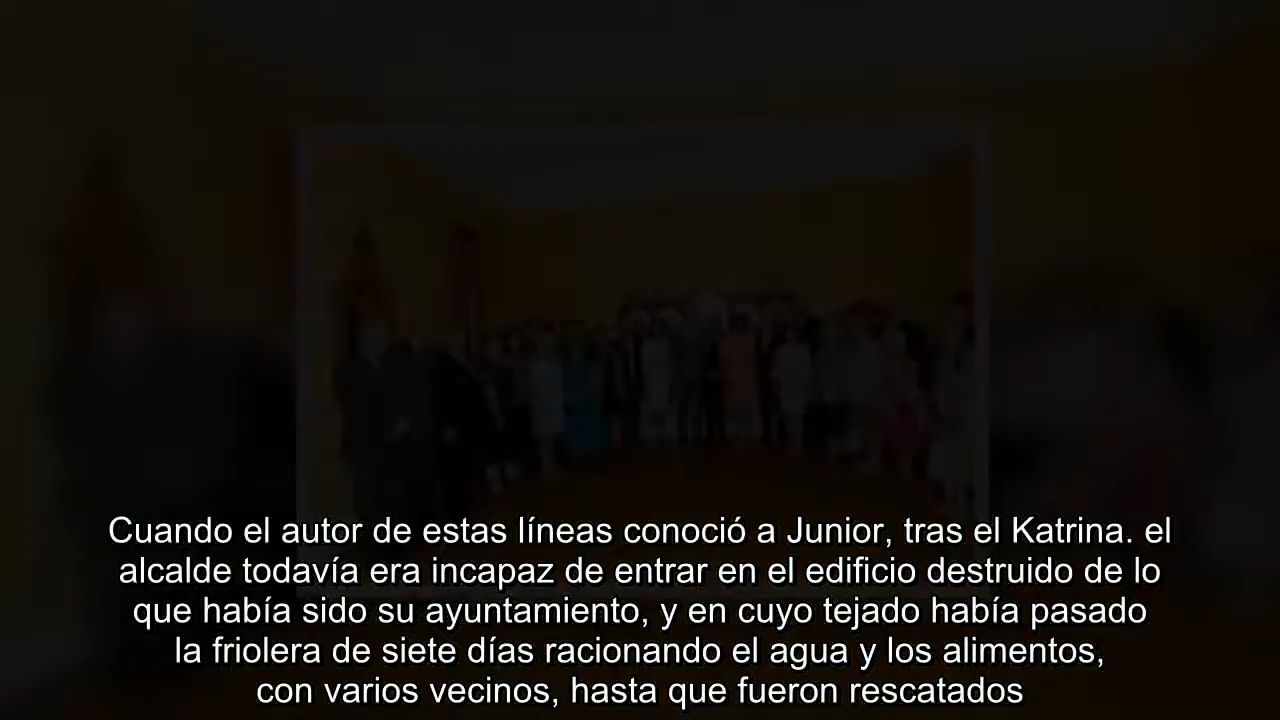 Cuando el autor de estas líneas conoció a Junior, tras el Katrina. el
alcalde todavía era incapaz de entrar en el edificio destruido de lo
que había sido su ayuntamiento, y en cuyo tejado había pasado
la friolera de siete días racionando el agua y los alimentos,
con varios vecinos, hasta que fueron rescatados